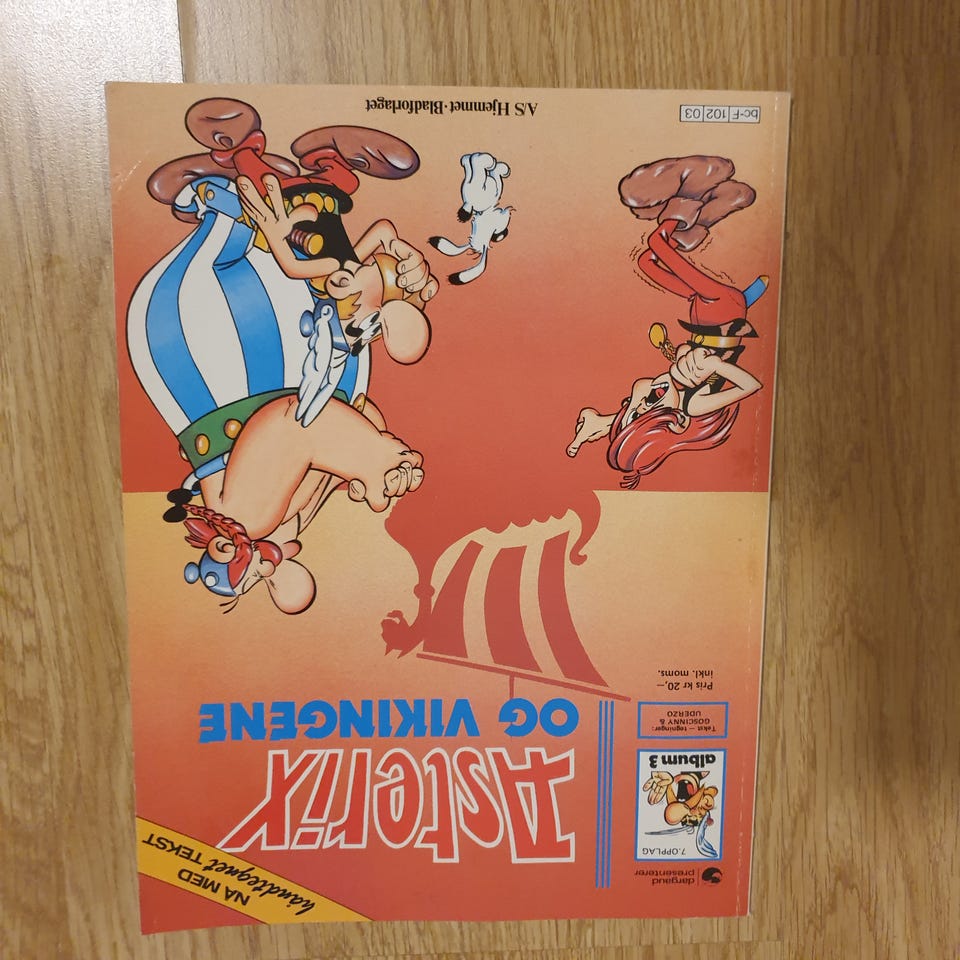 dargaud
presenterer
7.OPPLAG
album 3
Tekst — tegninger:
GOSCINNY &
UDERZO
Pris kr 20,—
inkl. moms.
Asterix
OG VIKINGENE
NÅ MED
håndtegnet TEKST
bc-F 102 03
A/S Hjemmet·Bladforlaget